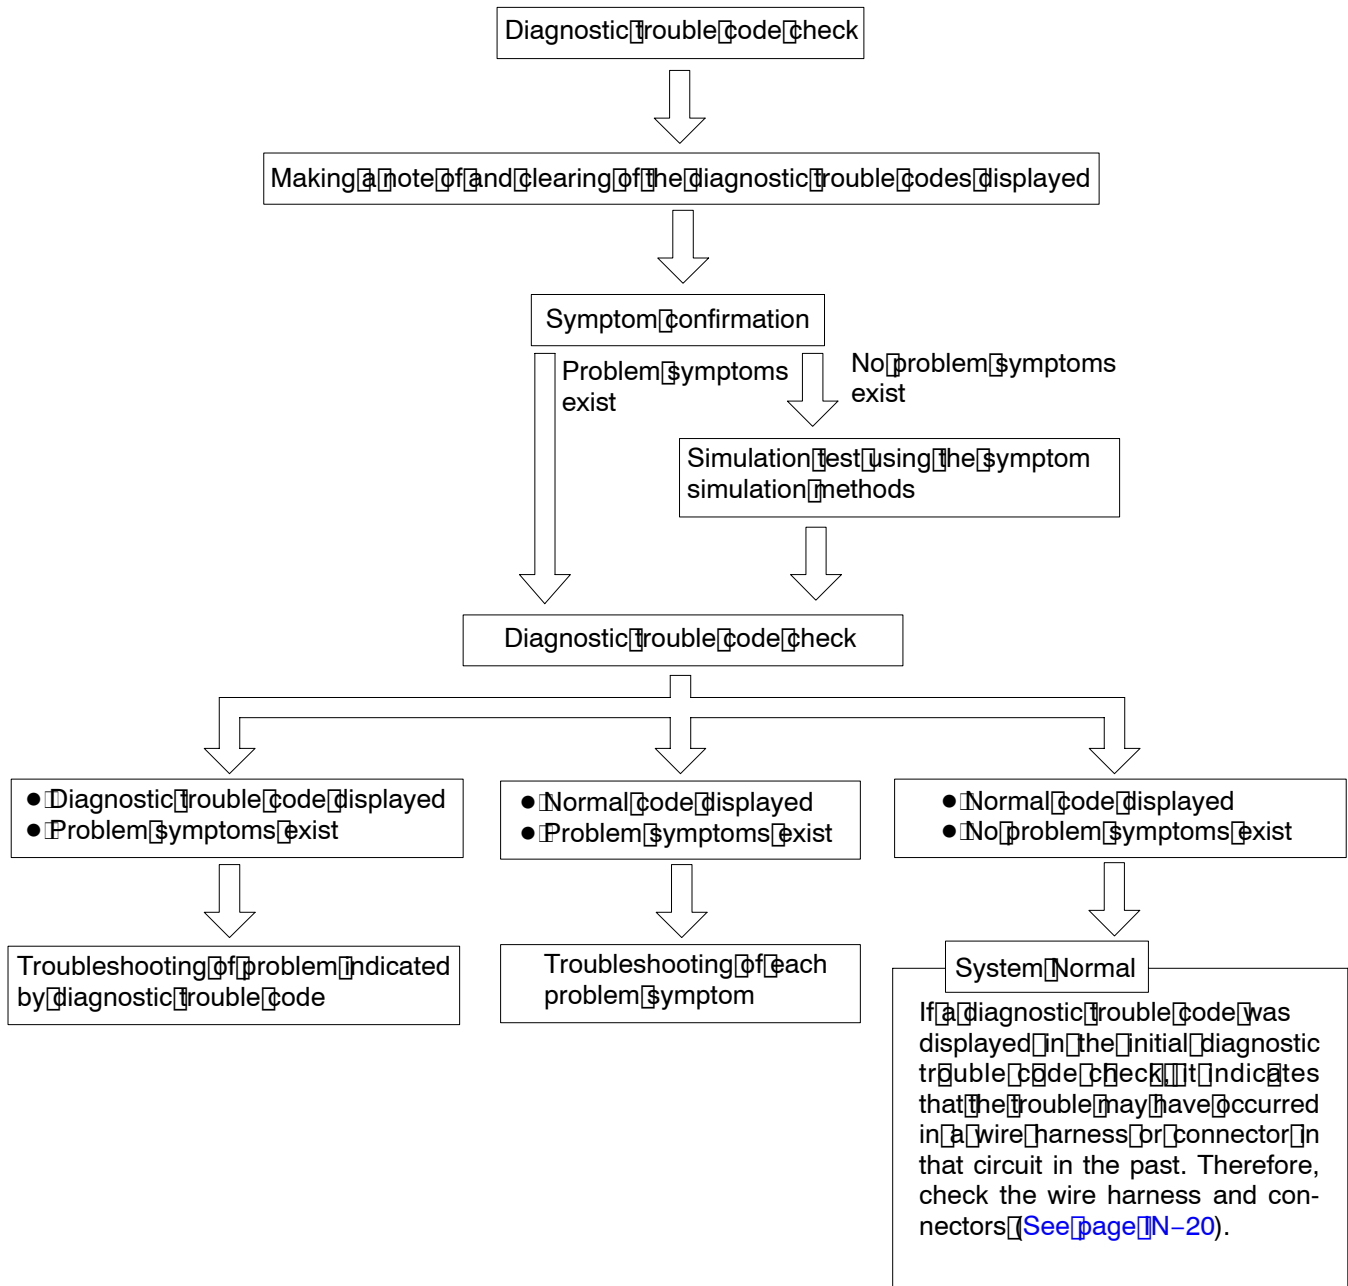 Diagnostic trouble code check
Making a note of and clearing of the diagnostic trouble codes displayed
Symptom confirmation
Problem symptoms
exist
No problem symptoms
exist
Simulation test using the symptom
simulation methods
Diagnostic trouble code check
● Diagnostic trouble code displayed
● Problem symptoms exist
● Normal code displayed
● Problem symptoms exist
● Normal code displayed
● No problem symptoms exist
Troubleshooting of problem indicated
by diagnostic trouble code
Troubleshooting of each
problem symptom
System Normal
If a diagnostic trouble code was
displayed in the initial diagnostic
trouble code check, it indicates
that the trouble may have occurred
in a wire harness or connector in
that circuit in the past. Therefore,
check the wire harness and con-
nectors (See page IN−20).